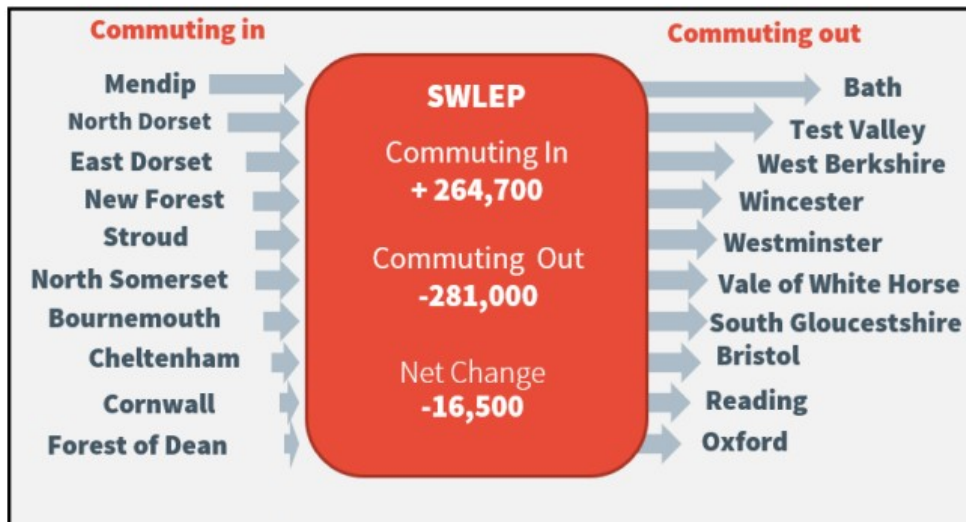 Commuting in
Mendip
North Dorset
East Dorset
New Forest
Stroud
North Somerset
Bournemouth
Cheltenham
Cornwall
Forest of Dean
SWLEP
Commuting In
+ 264,700
Commuting Out
-281,000
Net Change
-16,500
Commuting out
Bath
Test Valley
West Berkshire
Wincester
Westminster
Vale of White Horse
South Gloucestshire
Bristol
Reading
Oxford